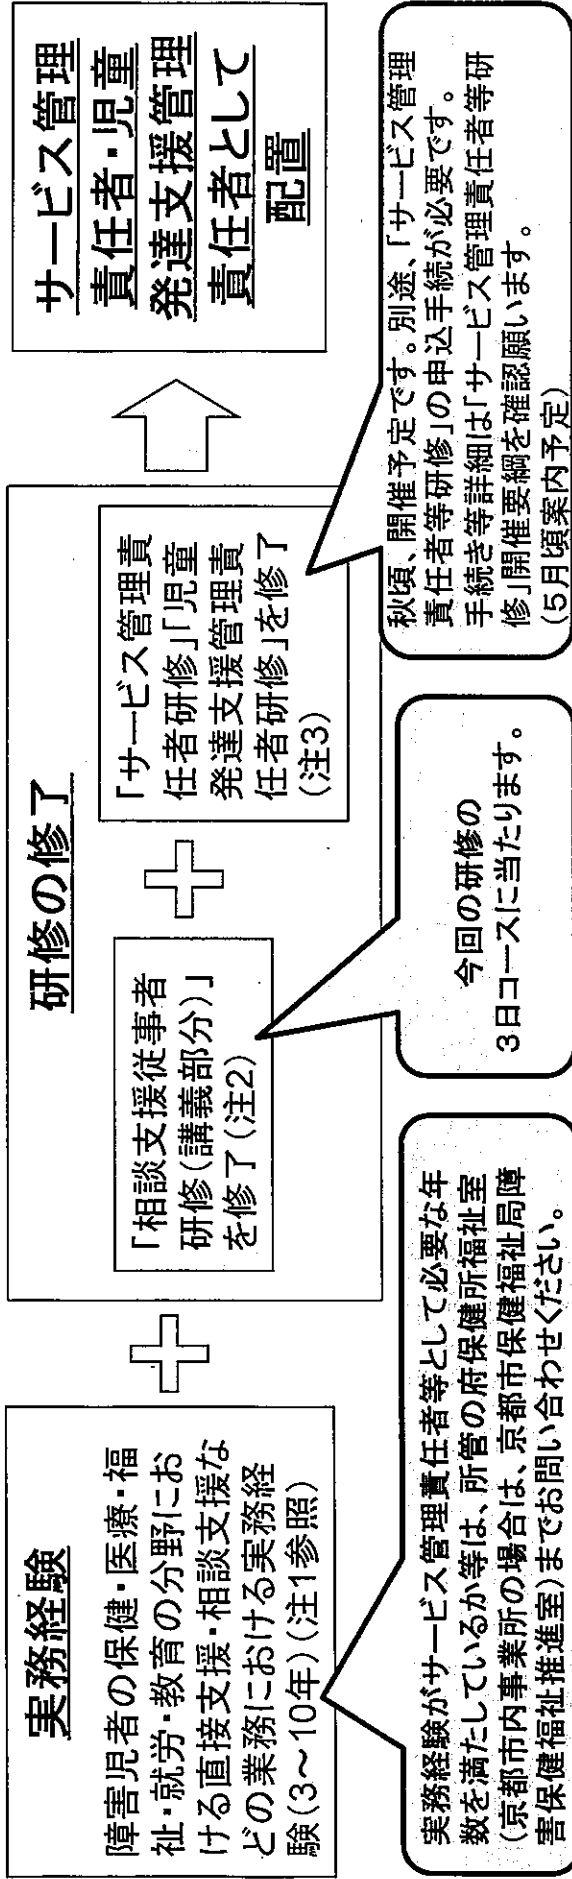 実務経験
障害児者の保健・医療・福
祉・就労・教育の分野にお
ける直接支援・相談支援な
どの業務における実務経
験(3～10年)(注1参照)
研修の修了
「相談支援従事者
研修(講義部分)」
を修了(注2)
「サービス管理責
任者研修」「児童
発達支援管理責
任者研修」を修了
(注3)
サービス管理
責任者・児童
発達支援管理
責任者として
配置
実務経験がサービス管理責任者等として必要な年
数を満たしているか等は、所管の府保健所福祉室
(京都市内事業所の場合は、京都市保健福祉局障
害保健福祉推進室)までお問い合わせください。
今回の研修の
3日コースに当たります。
秋頃、開催予定です。別途、「サービス管理
責任者等研修」の申込手続が必要です。
手続き等詳細は「サービス管理責任者等研
修」開催要綱を確認願います。
(5月頃案内予定)